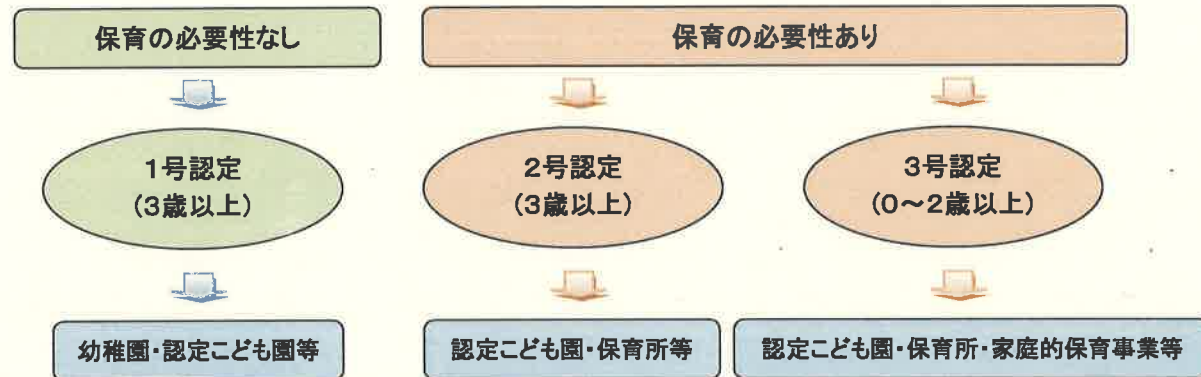 保育の必要性なし
保育の必要性あり
1号認定
(3歳以上)
2号認定
(3歳以上)
3号認定
(0～2歳以上)
幼稚園・認定こども園等
認定こども園・保育所等
認定こども園・保育所・家庭的保育事業等